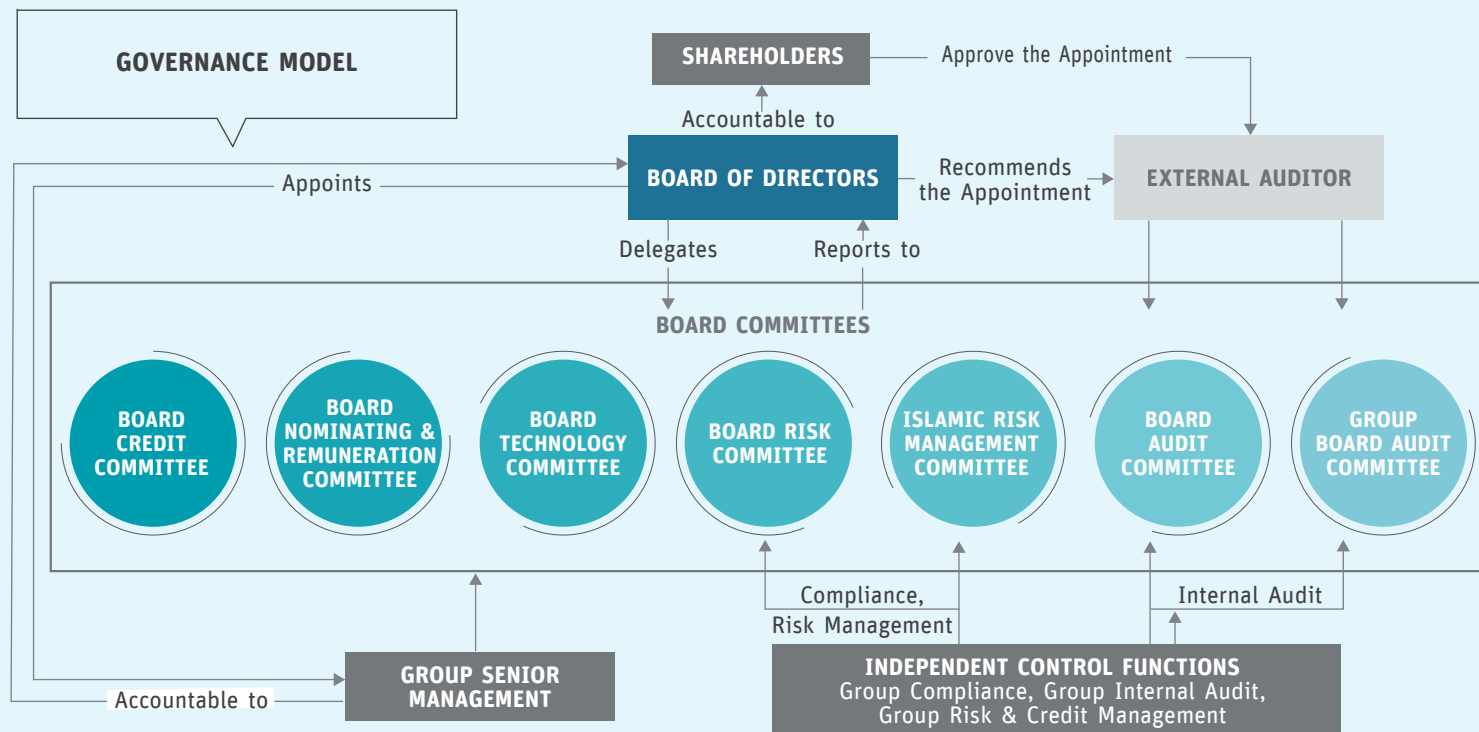 GOVERNANCE MODEL
SHAREHOLDERS
Approve the Appointment
Accountable to
BOARD OF DIRECTORS
Recommends
the Appointment
EXTERNAL AUDITOR
Appoints
Delegates
Reports to
BOARD COMMITTEES
BOARD
CREDIT
COMMITTEE
BOARD
NOMINATING &
REMUNERATION
COMMITTEE
BOARD
TECHNOLOGY
COMMITTEE
BOARD RISK
COMMITTEE
ISLAMIC RISK
MANAGEMENT
COMMITTEE
BOARD
AUDIT
COMMITTEE
GROUP
BOARD AUDIT
COMMITTEE
Compliance,
Risk Management
Internal Audit
GROUP SENIOR
MANAGEMENT
Accountable to
INDEPENDENT CONTROL FUNCTIONS
Group Compliance, Group Internal Audit,
Group Risk & Credit Management